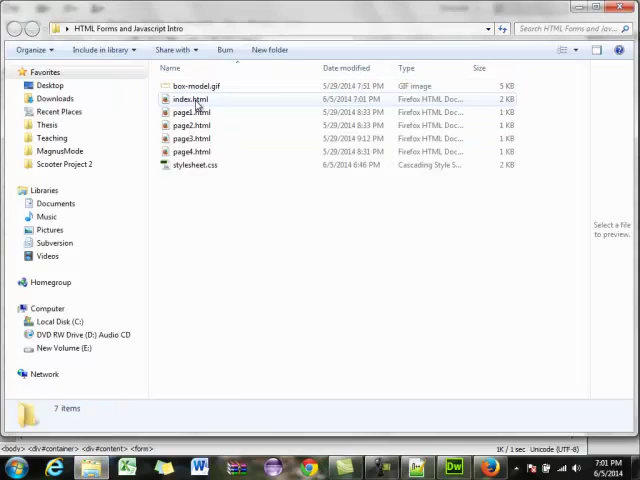 HTML Forms and Javascript Intro
Search HTML Forms and Jav...
Organize
Include in library
Share with
Burn
New folder
Name
Date modified
Type
Size
Favorites
Desktop
Downloads
Recent Places
Thesis
Teaching
MagnusMode
Scooter Project 2
Libraries
Documents
Music
Pictures
Subversion
Videos
Homegroup
Computer
Local Disk (C:)
DVD RW Drive (D:) Audio CD
New Volume (E:)
Network
box-model.gif 5/29/2014 7:51 PM GIF image 5 KB
index.html 6/5/2014 7:01 PM Firefox HTML Doc... 2 KB
page1.html 5/29/2014 8:33 PM Firefox HTML Doc... 1 KB
page2.html 5/29/2014 8:33 PM Firefox HTML Doc... 1 KB
page3.html 5/29/2014 9:12 PM Firefox HTML Doc... 1 KB
page4.html 5/29/2014 8:31 PM Firefox HTML Doc... 1 KB
stylesheet.css 6/5/2014 6:46 PM Cascading Style S... 2 KB
Select a file
to preview.
7 items
<body> <div#container> <div#content> <form>
1K / 1 sec Unicode (UTF-8)
Dw
7:01 PM
6/5/2014